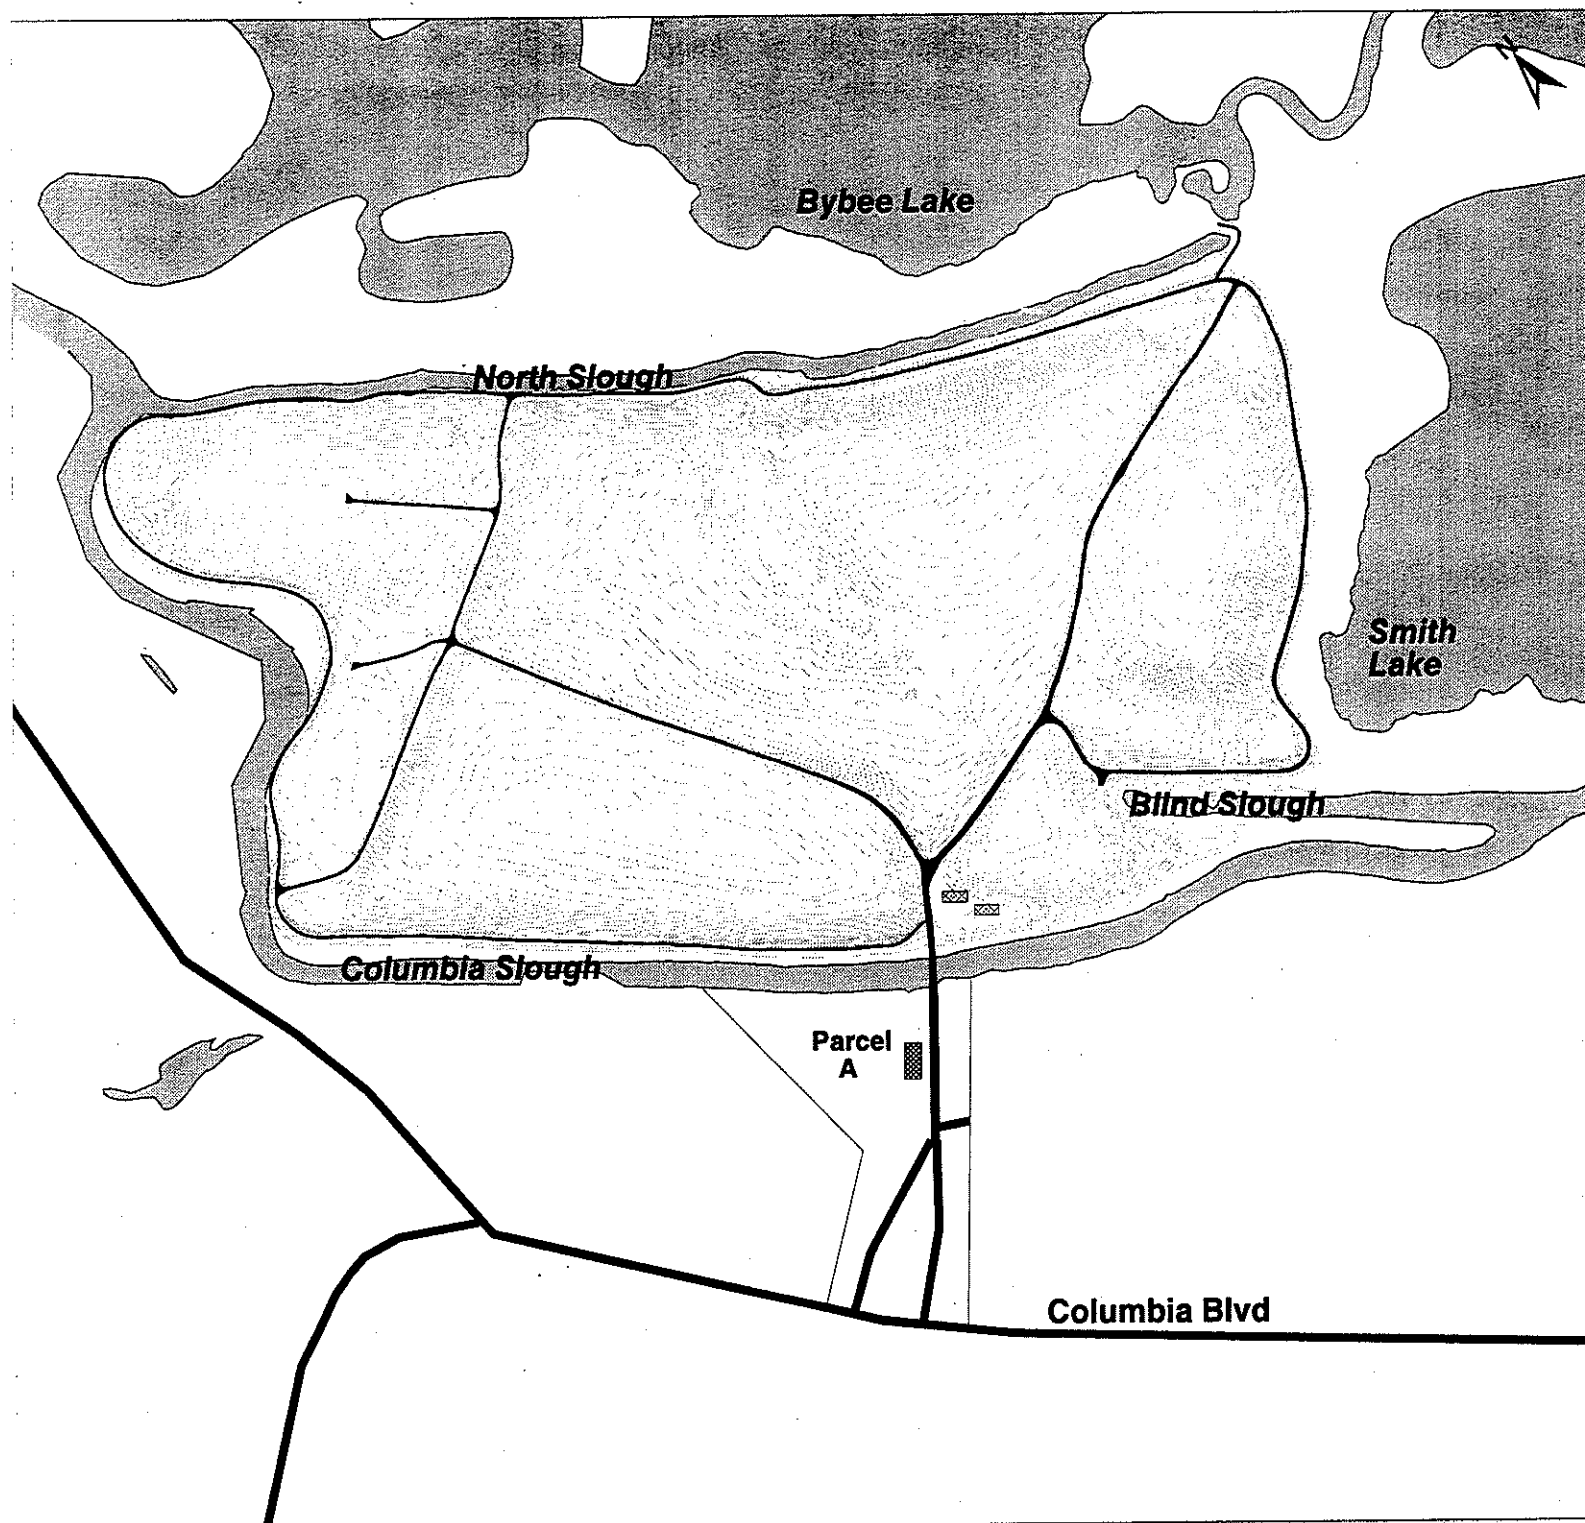 N
Bybee Lake
North Slough
Smith
Lake
Blind Slough
Columbia Slough
Parcel
A
Columbia Blvd